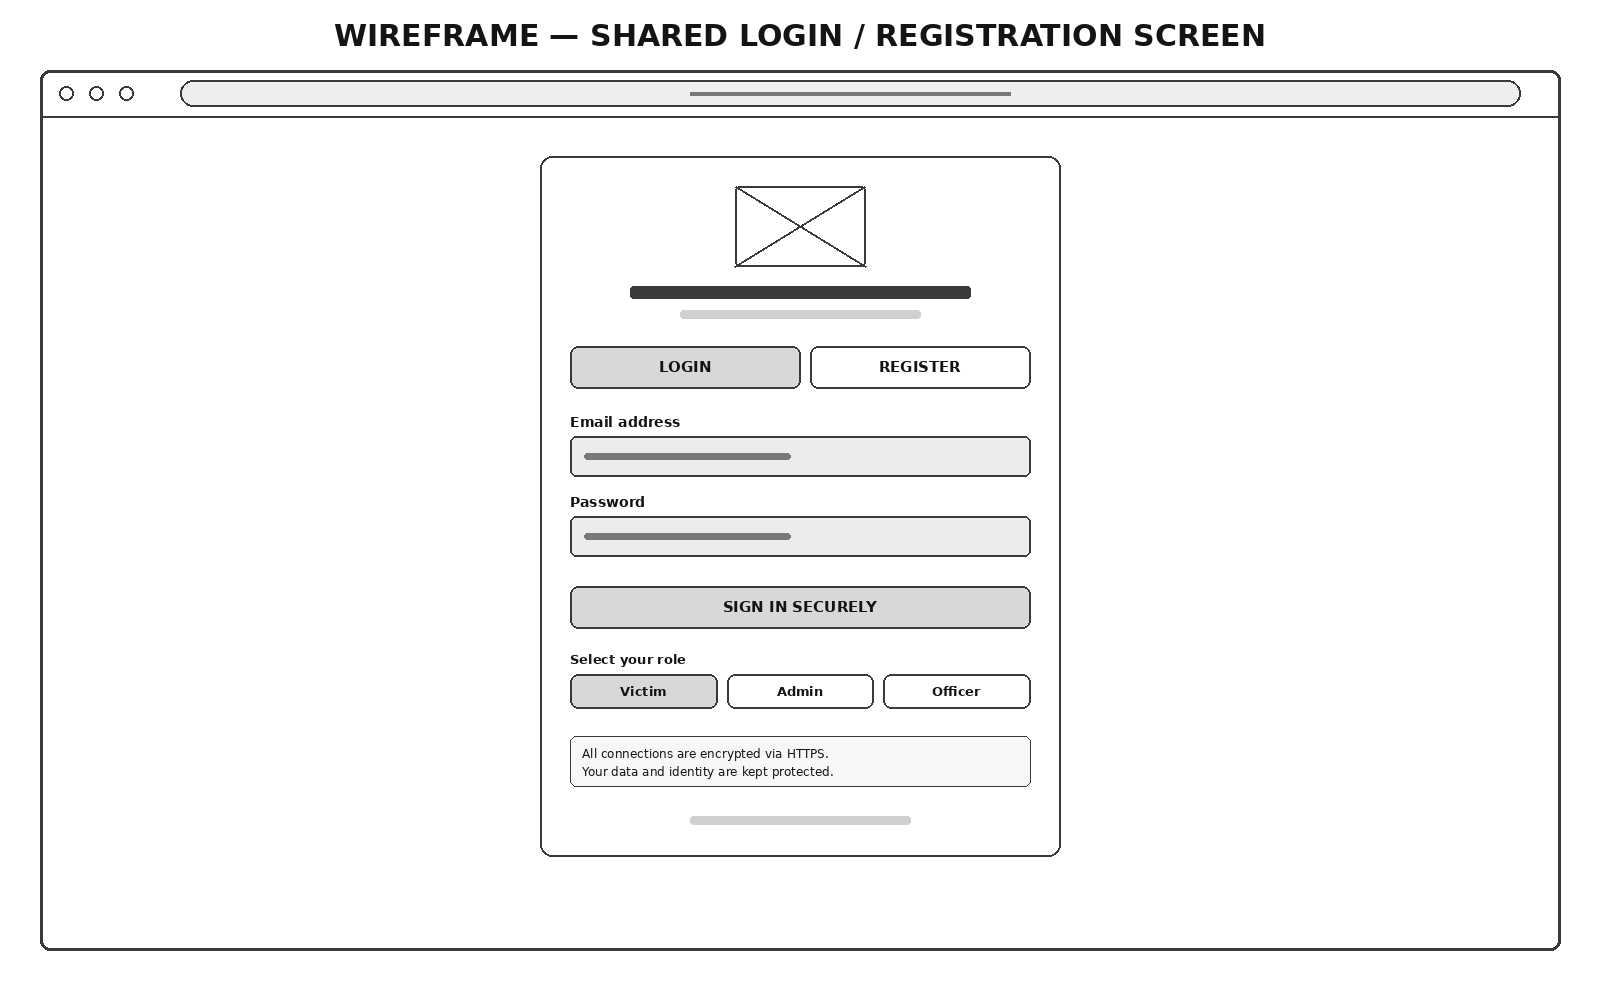 WIREFRAME — SHARED LOGIN / REGISTRATION SCREEN
LOGIN
REGISTER
Email address
Password
SIGN IN SECURELY
Select your role
Victim
Admin
Officer
All connections are encrypted via HTTPS.
Your data and identity are kept protected.